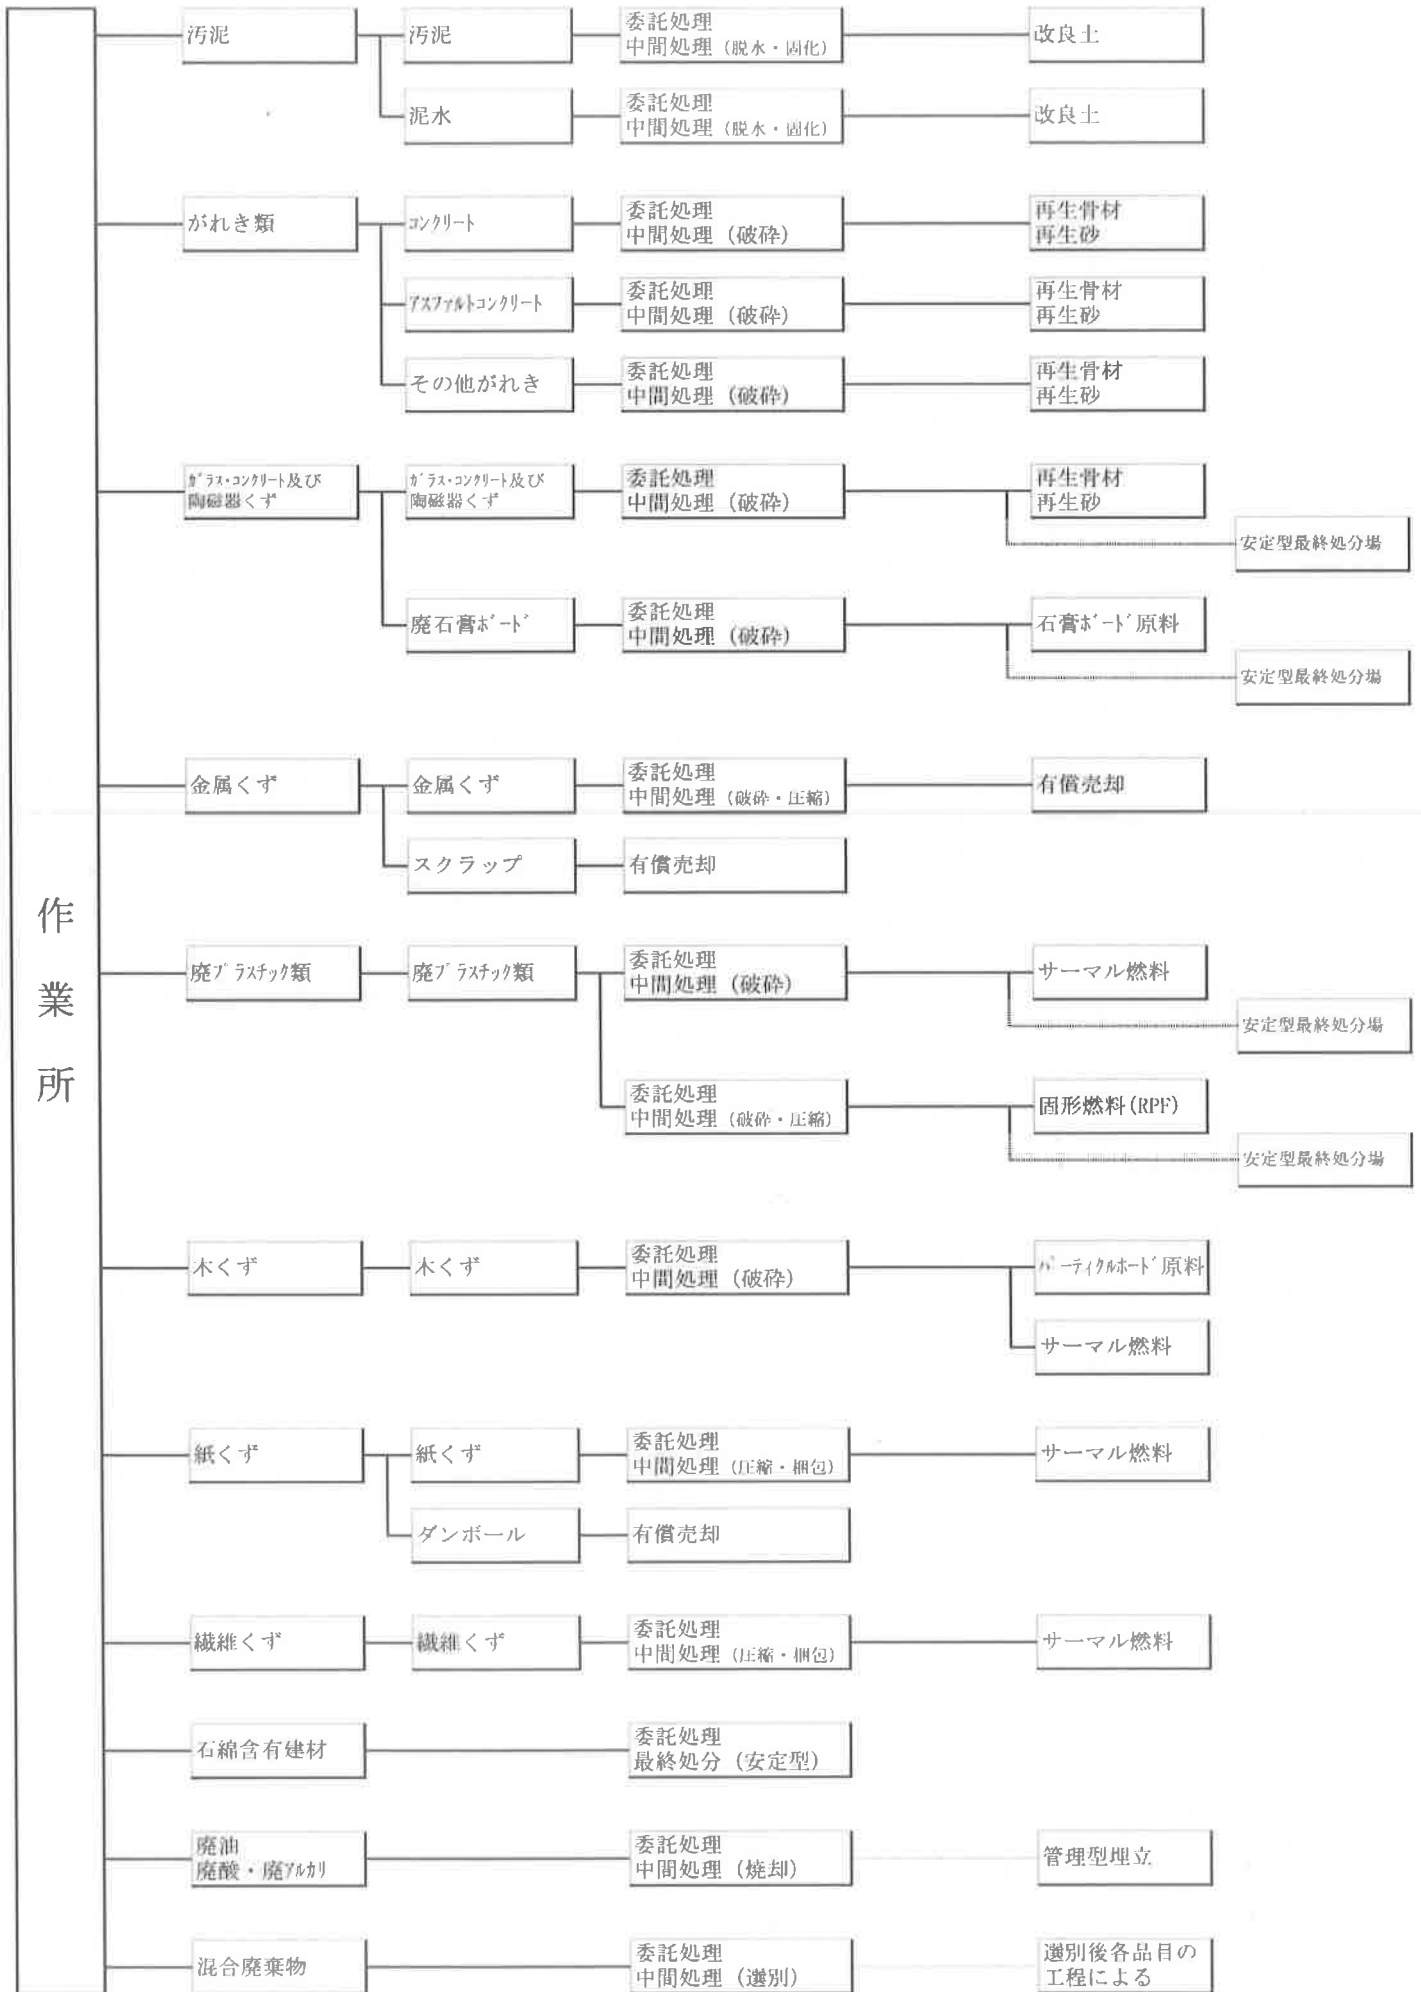 作業所
汚泥
汚泥
委託処理
中間処理（脱水・固化）
改良土
泥水
委託処理
中間処理（脱水・固化）
改良土
がれき類
コンクリート
委託処理
中間処理（破砕）
再生骨材
再生砂
アスファルトコンクリート
委託処理
中間処理（破砕）
再生骨材
再生砂
その他がれき
委託処理
中間処理（破砕）
再生骨材
再生砂
ガラス・コンクリート及び
陶磁器くず
ガラス・コンクリート及び
陶磁器くず
委託処理
中間処理（破砕）
再生骨材
再生砂
安定型最終処分場
廃石膏ボード
委託処理
中間処理（破砕）
石膏ボード原料
安定型最終処分場
金属くず
金属くず
委託処理
中間処理（破砕・圧縮）
有償売却
スクラップ
有償売却
廃プラスチック類
廃プラスチック類
委託処理
中間処理（破砕）
サーマル燃料
安定型最終処分場
委託処理
中間処理（破砕・圧縮）
固形燃料(RPF)
安定型最終処分場
木くず
木くず
委託処理
中間処理（破砕）
パーティクルボード原料
サーマル燃料
紙くず
紙くず
委託処理
中間処理（圧縮・梱包）
サーマル燃料
ダンボール
有償売却
繊維くず
繊維くず
委託処理
中間処理（圧縮・梱包）
サーマル燃料
石綿含有建材
委託処理
最終処分（安定型）
廃油
廃酸・廃アルカリ
委託処理
中間処理（焼却）
管理型埋立
混合廃棄物
委託処理
中間処理（選別）
選別後各品目の
工程による